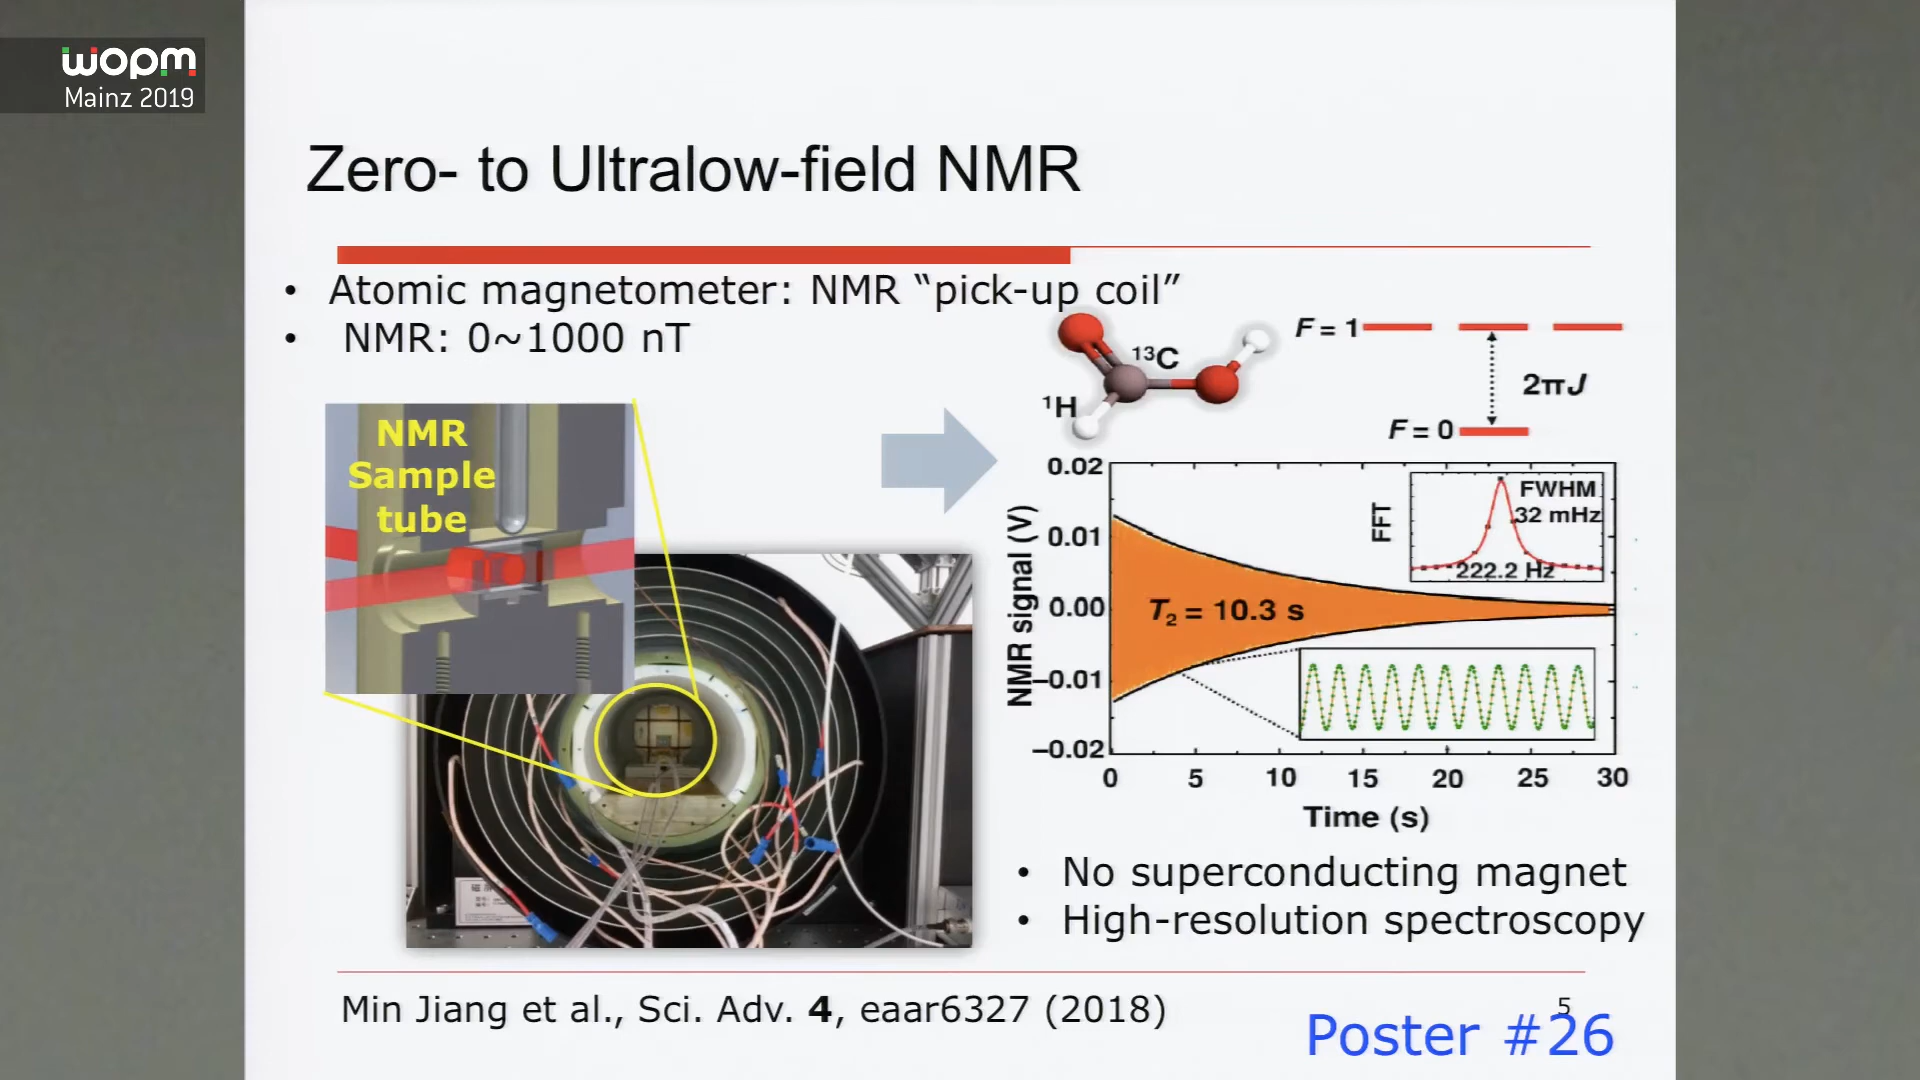 wopm
Mainz 2019
Zero- to Ultralow-field NMR
• Atomic magnetometer: NMR “pick-up coil”
• NMR: 0~1000 nT
NMR
Sample
tube
¹³C
¹H
F = 1
2πJ
F = 0
NMR signal (V)
0.02
0.01
0.00
−0.01
−0.02
T₂ = 10.3 s
FFT
FWHM
32 mHz
222.2 Hz
0 5 10 15 20 25 30
Time (s)
• No superconducting magnet
• High-resolution spectroscopy
Min Jiang et al., Sci. Adv. 4, eaar6327 (2018)
5
Poster #26